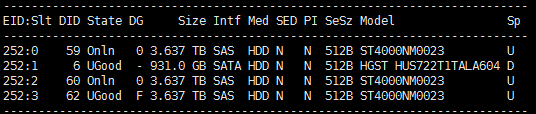 --------------------------------------------------------------------------
EID:Slt DID State DG     Size Intf Med SED PI SeSz Model                Sp
--------------------------------------------------------------------------
252:0    59 Onln   0 3.637 TB SAS  HDD N   N  512B ST4000NM0023         U
252:1     6 UGood  - 931.0 GB SATA HDD N   N  512B HGST HUS722T1TALA604 D
252:2    60 Onln   0 3.637 TB SAS  HDD N   N  512B ST4000NM0023         U
252:3    62 UGood  F 3.637 TB SAS  HDD N   N  512B ST4000NM0023         U
--------------------------------------------------------------------------